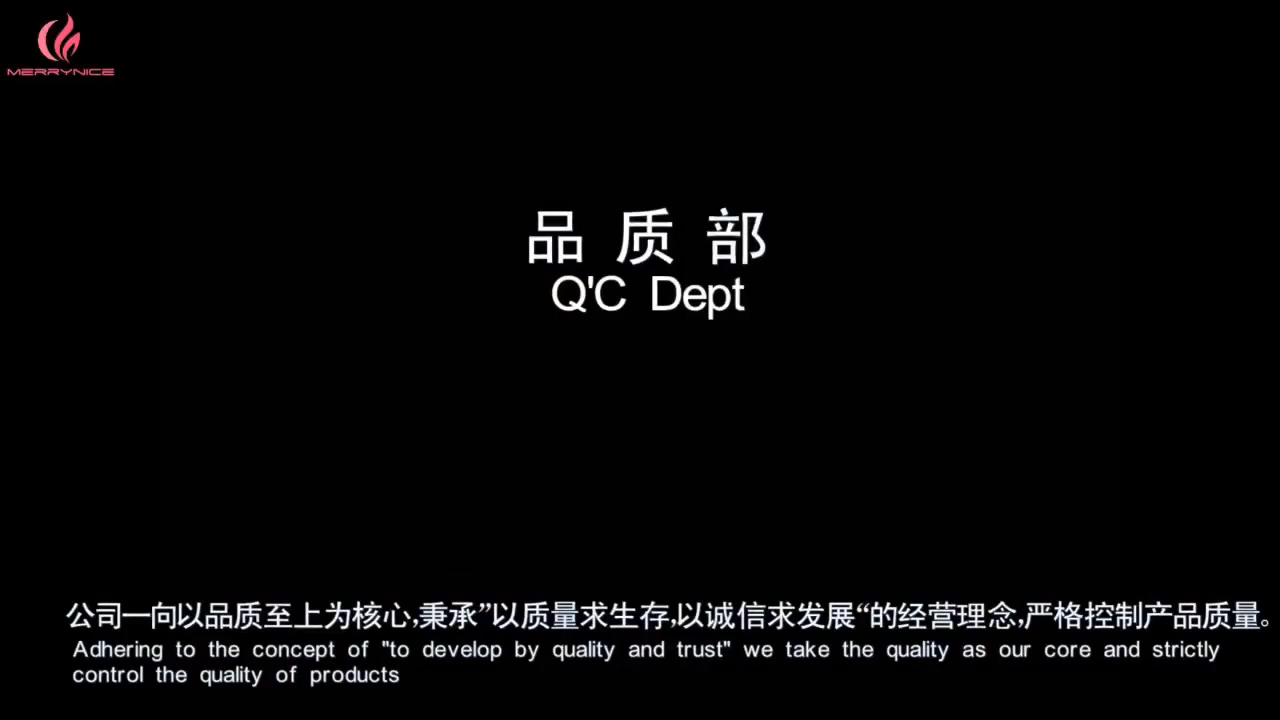 MERRYNICE
品 质 部
Q'C Dept
公司一向以品质至上为核心,秉承”以质量求生存,以诚信求发展“的经营理念,严格控制产品质量。
Adhering to the concept of "to develop by quality and trust" we take the quality as our core and strictly
control the quality of products